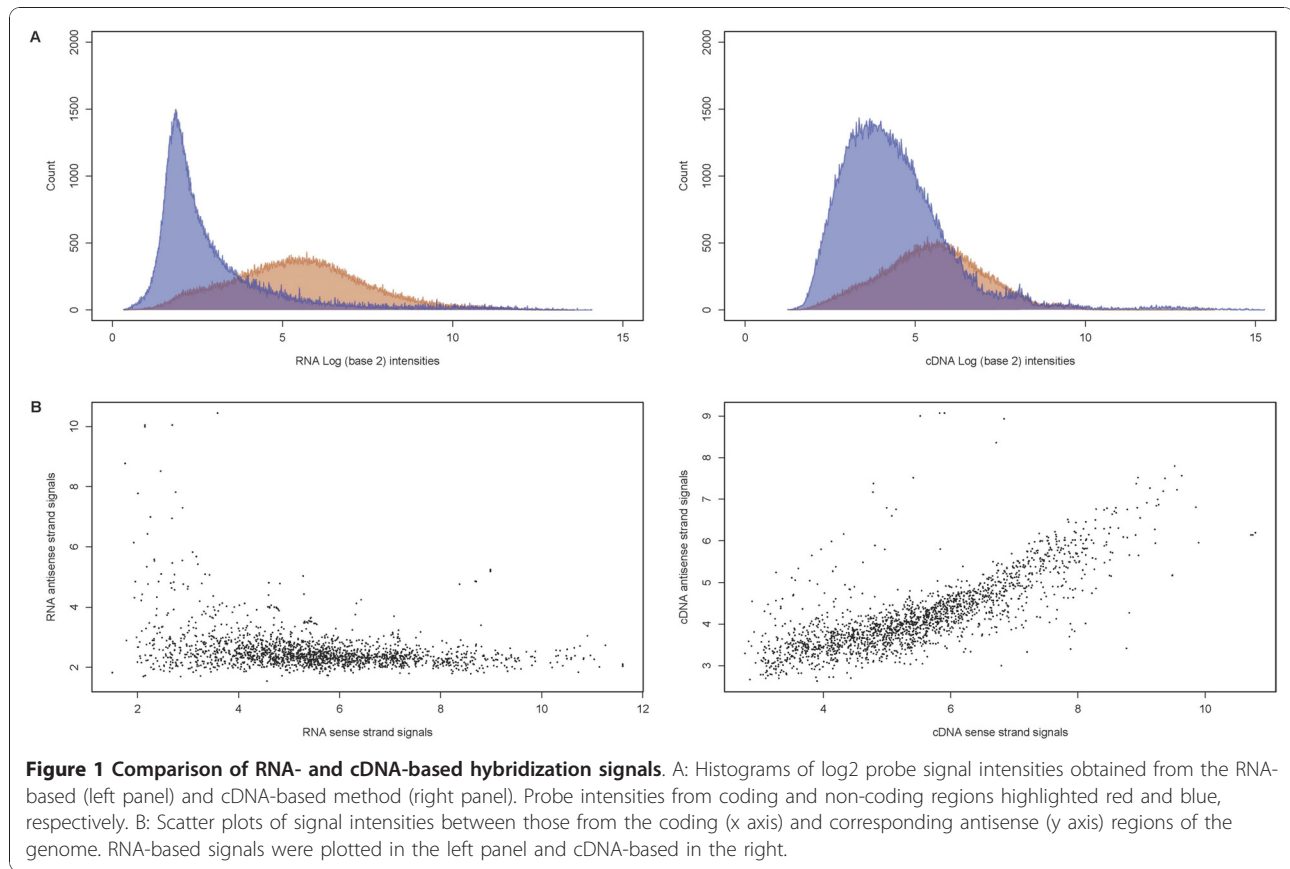 A
2000
1500
1000
500
0
Count
0 5 10 15
RNA Log (base 2) intensities
2000
1500
1000
500
0
Count
0 5 10 15
cDNA Log (base 2) intensities
B
10
8
6
4
2
RNA antisense strand signals
2 4 6 8 10 12
RNA sense strand signals
9
8
7
6
5
4
3
cDNA antisense strand signals
4 6 8 10
cDNA sense strand signals
Figure 1 Comparison of RNA- and cDNA-based hybridization signals. A: Histograms of log2 probe signal intensities obtained from the RNA-
based (left panel) and cDNA-based method (right panel). Probe intensities from coding and non-coding regions highlighted red and blue,
respectively. B: Scatter plots of signal intensities between those from the coding (x axis) and corresponding antisense (y axis) regions of the
genome. RNA-based signals were plotted in the left panel and cDNA-based in the right.